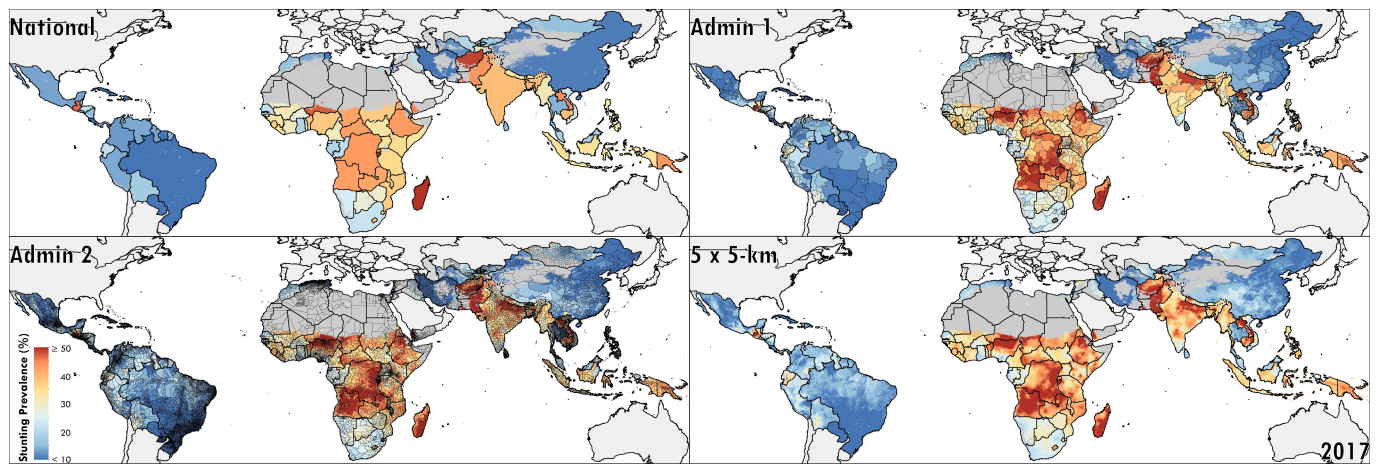 National
Admin 1
Admin 2
5 x 5-km
Stunting Prevalence (%)
≥ 50
40
30
20
< 10
2017